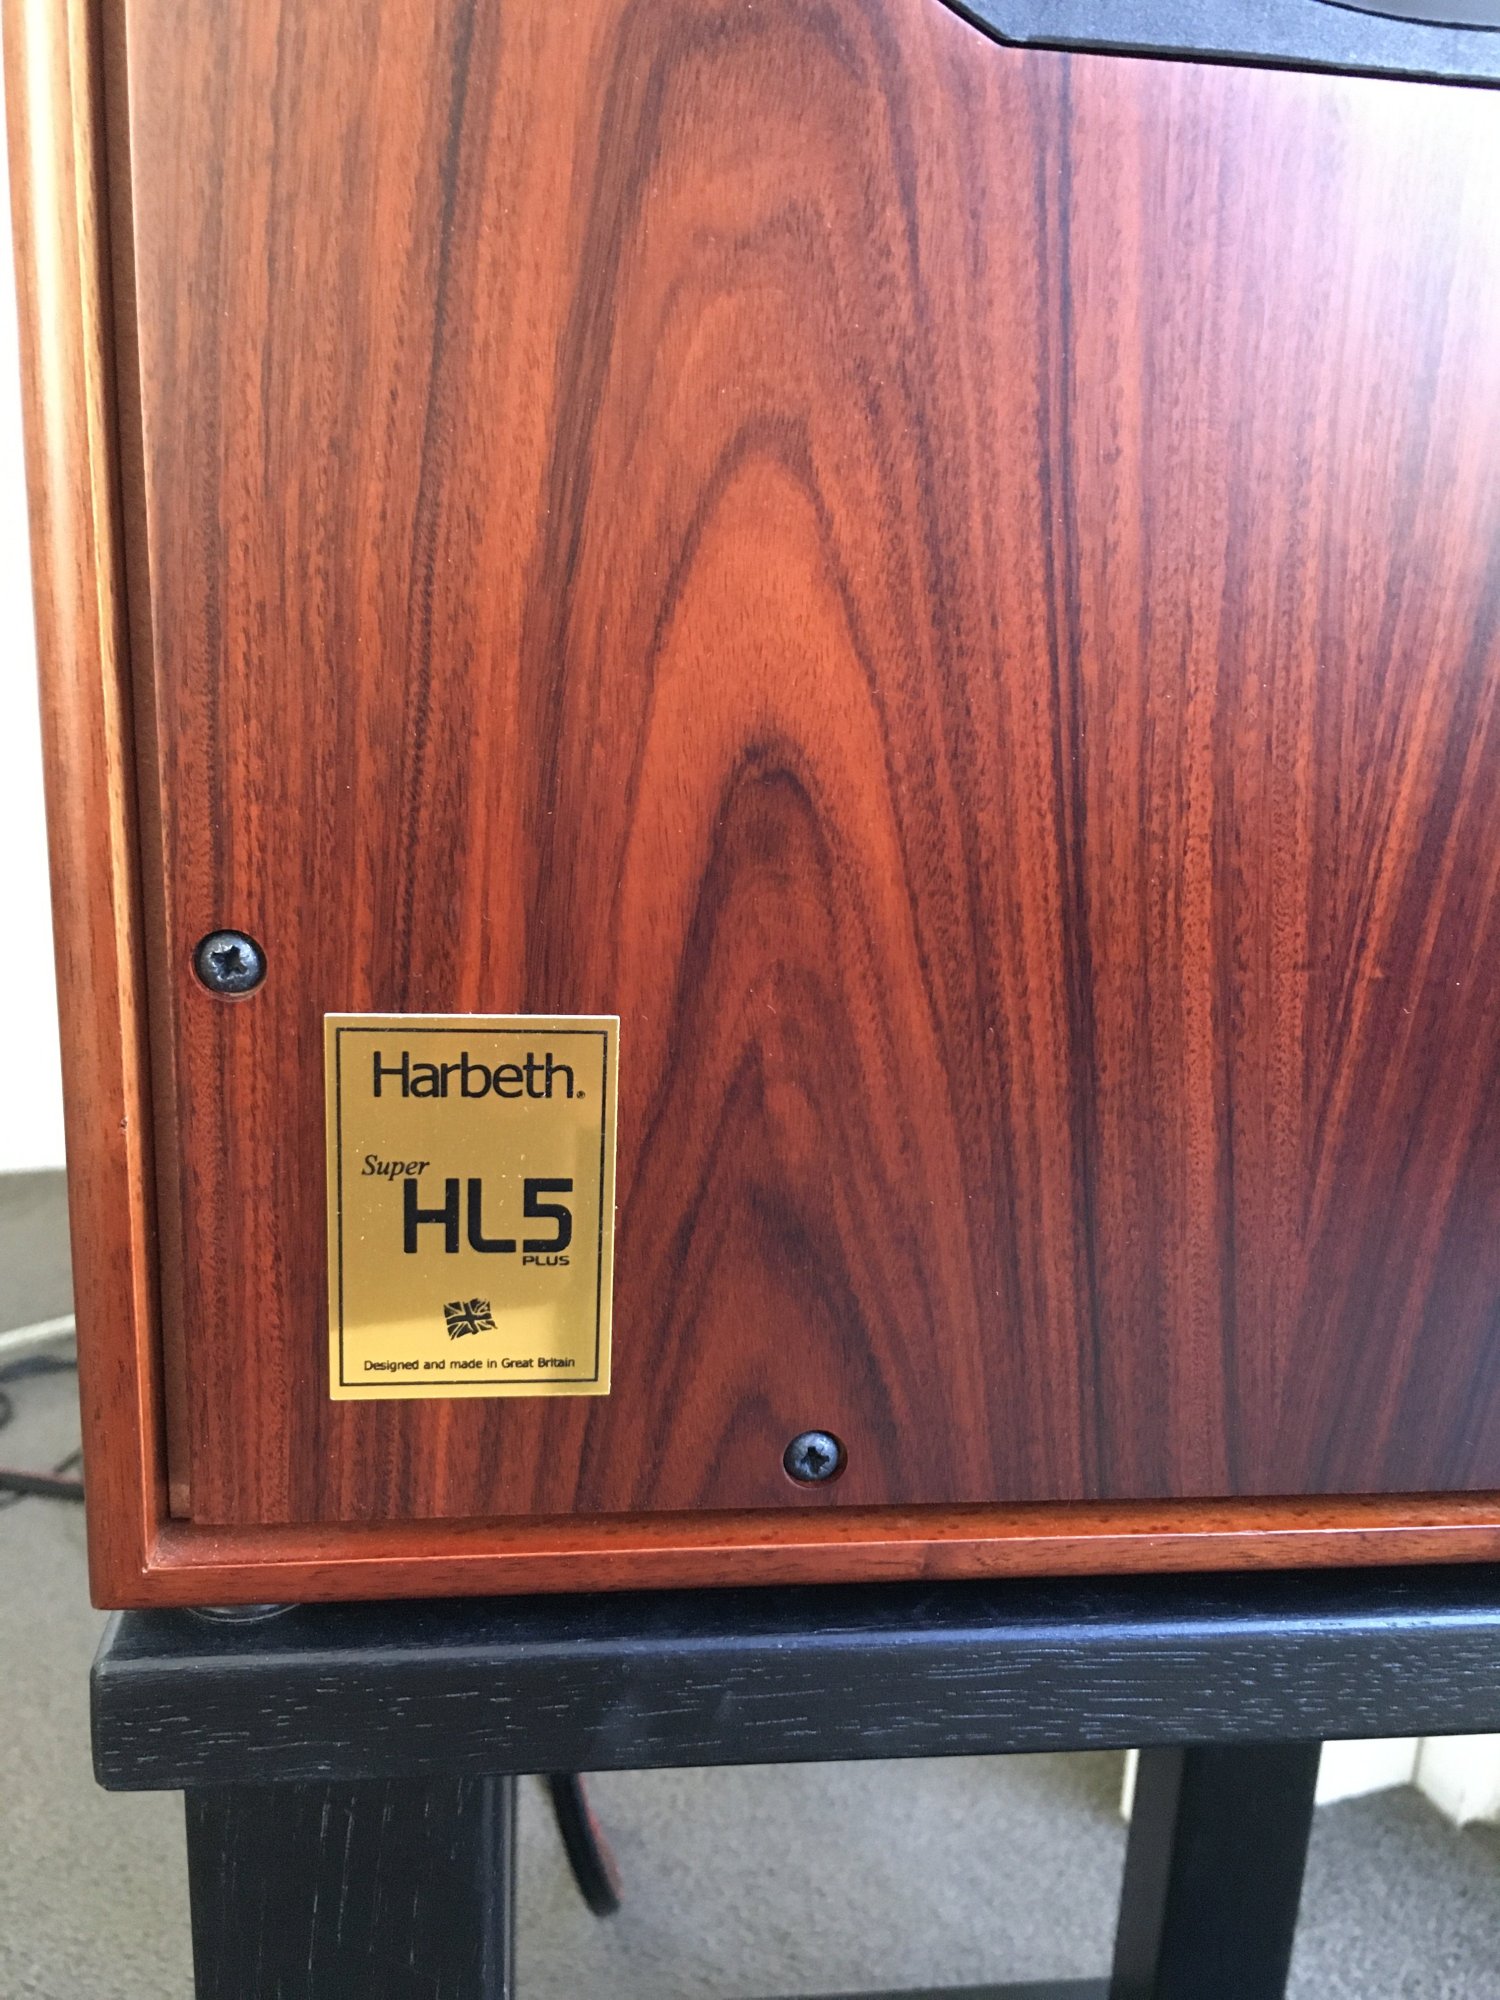 Harbeth®
Super
HL5
PLUS
Designed and made in Great Britain